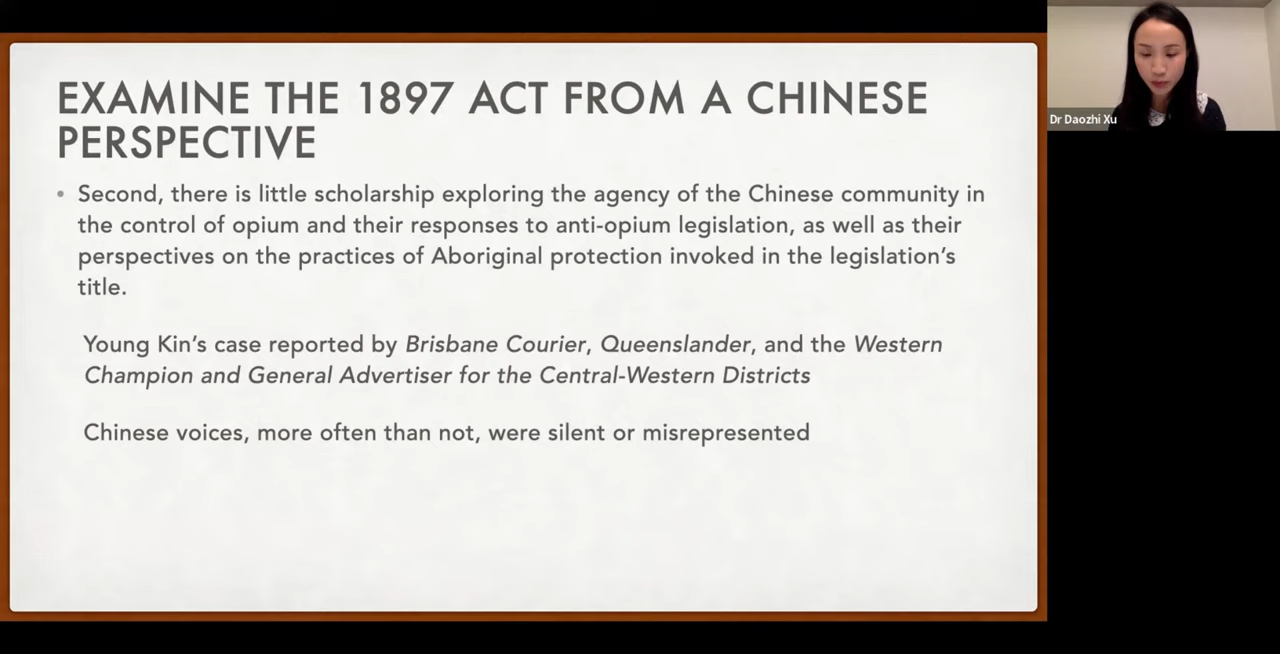 EXAMINE THE 1897 ACT FROM A CHINESE
PERSPECTIVE
• Second, there is little scholarship exploring the agency of the Chinese community in
the control of opium and their responses to anti-opium legislation, as well as their
perspectives on the practices of Aboriginal protection invoked in the legislation’s
title.
Young Kin’s case reported by Brisbane Courier, Queenslander, and the Western
Champion and General Advertiser for the Central-Western Districts
Chinese voices, more often than not, were silent or misrepresented
Dr Daozhi Xu